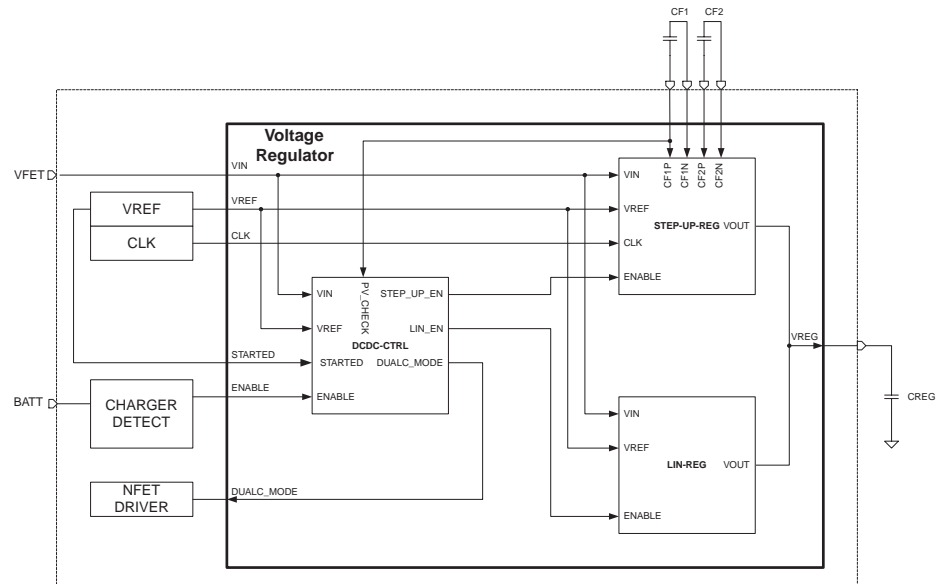 CF1
CF2
Voltage
Regulator
VFET
VIN
VREF
VREF
CLK
CLK
STARTED
BATT
CHARGER
DETECT
ENABLE
NFET
DRIVER
DUALC_MODE
PV_CHECK
VIN
VREF
DCDC-CTRL
STARTED
ENABLE
STEP_UP_EN
LIN_EN
DUALC_MODE
CF1P
CF1N
CF2P
CF2N
VIN
VREF
STEP-UP-REG
VOUT
CLK
ENABLE
VREG
CREG
VIN
VREF
LIN-REG
VOUT
ENABLE